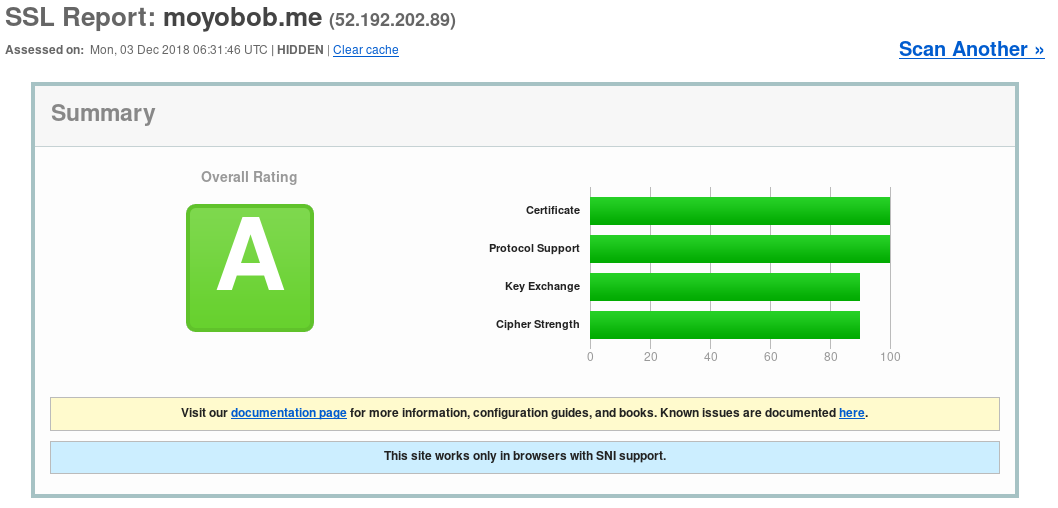 SSL Report: moyobob.me (52.192.202.89)
Assessed on: Mon, 03 Dec 2018 06:31:46 UTC | HIDDEN | Clear cache
Scan Another »
Summary
Overall Rating
A
Certificate
Protocol Support
Key Exchange
Cipher Strength
0 20 40 60 80 100
Visit our documentation page for more information, configuration guides, and books. Known issues are documented here.
This site works only in browsers with SNI support.